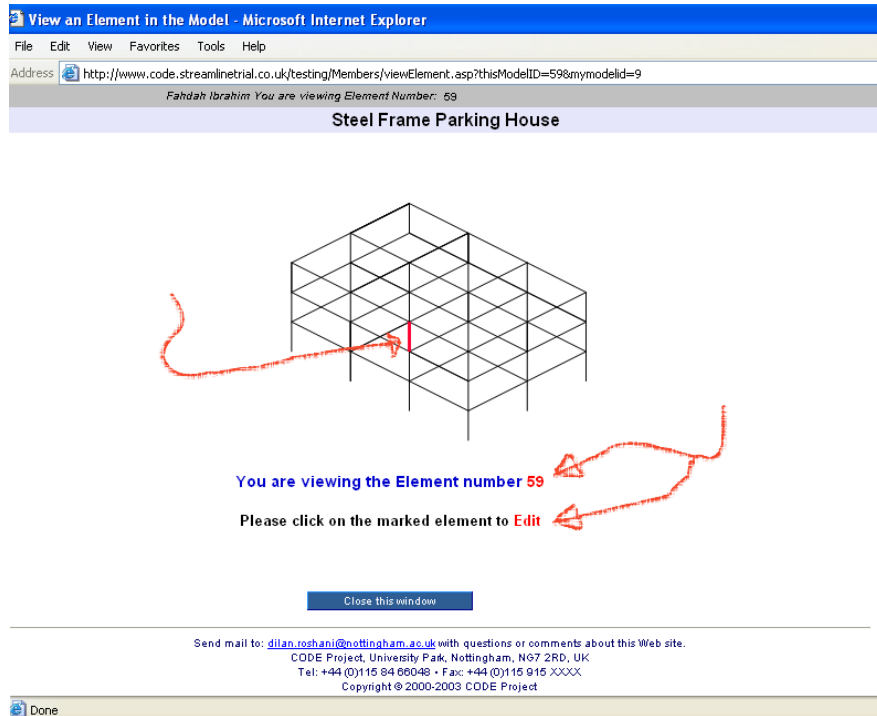 View an Element in the Model - Microsoft Internet Explorer
File Edit View Favorites Tools Help
Address http://www.code.streamlinetrial.co.uk/testing/Members/viewElement.asp?thisModelID=59&mymodelid=9
Fahdah Ibrahim You are viewing Element Number: 59
Steel Frame Parking House
You are viewing the Element number 59
Please click on the marked element to Edit
Close this window
Send mail to: dilan.roshani@nottingham.ac.uk with questions or comments about this Web site.
CODE Project, University Park, Nottingham, NG7 2RD, UK
Tel: +44 (0)115 84 66048 • Fax: +44 (0)115 915 XXXX
Copyright © 2000-2003 CODE Project
Done